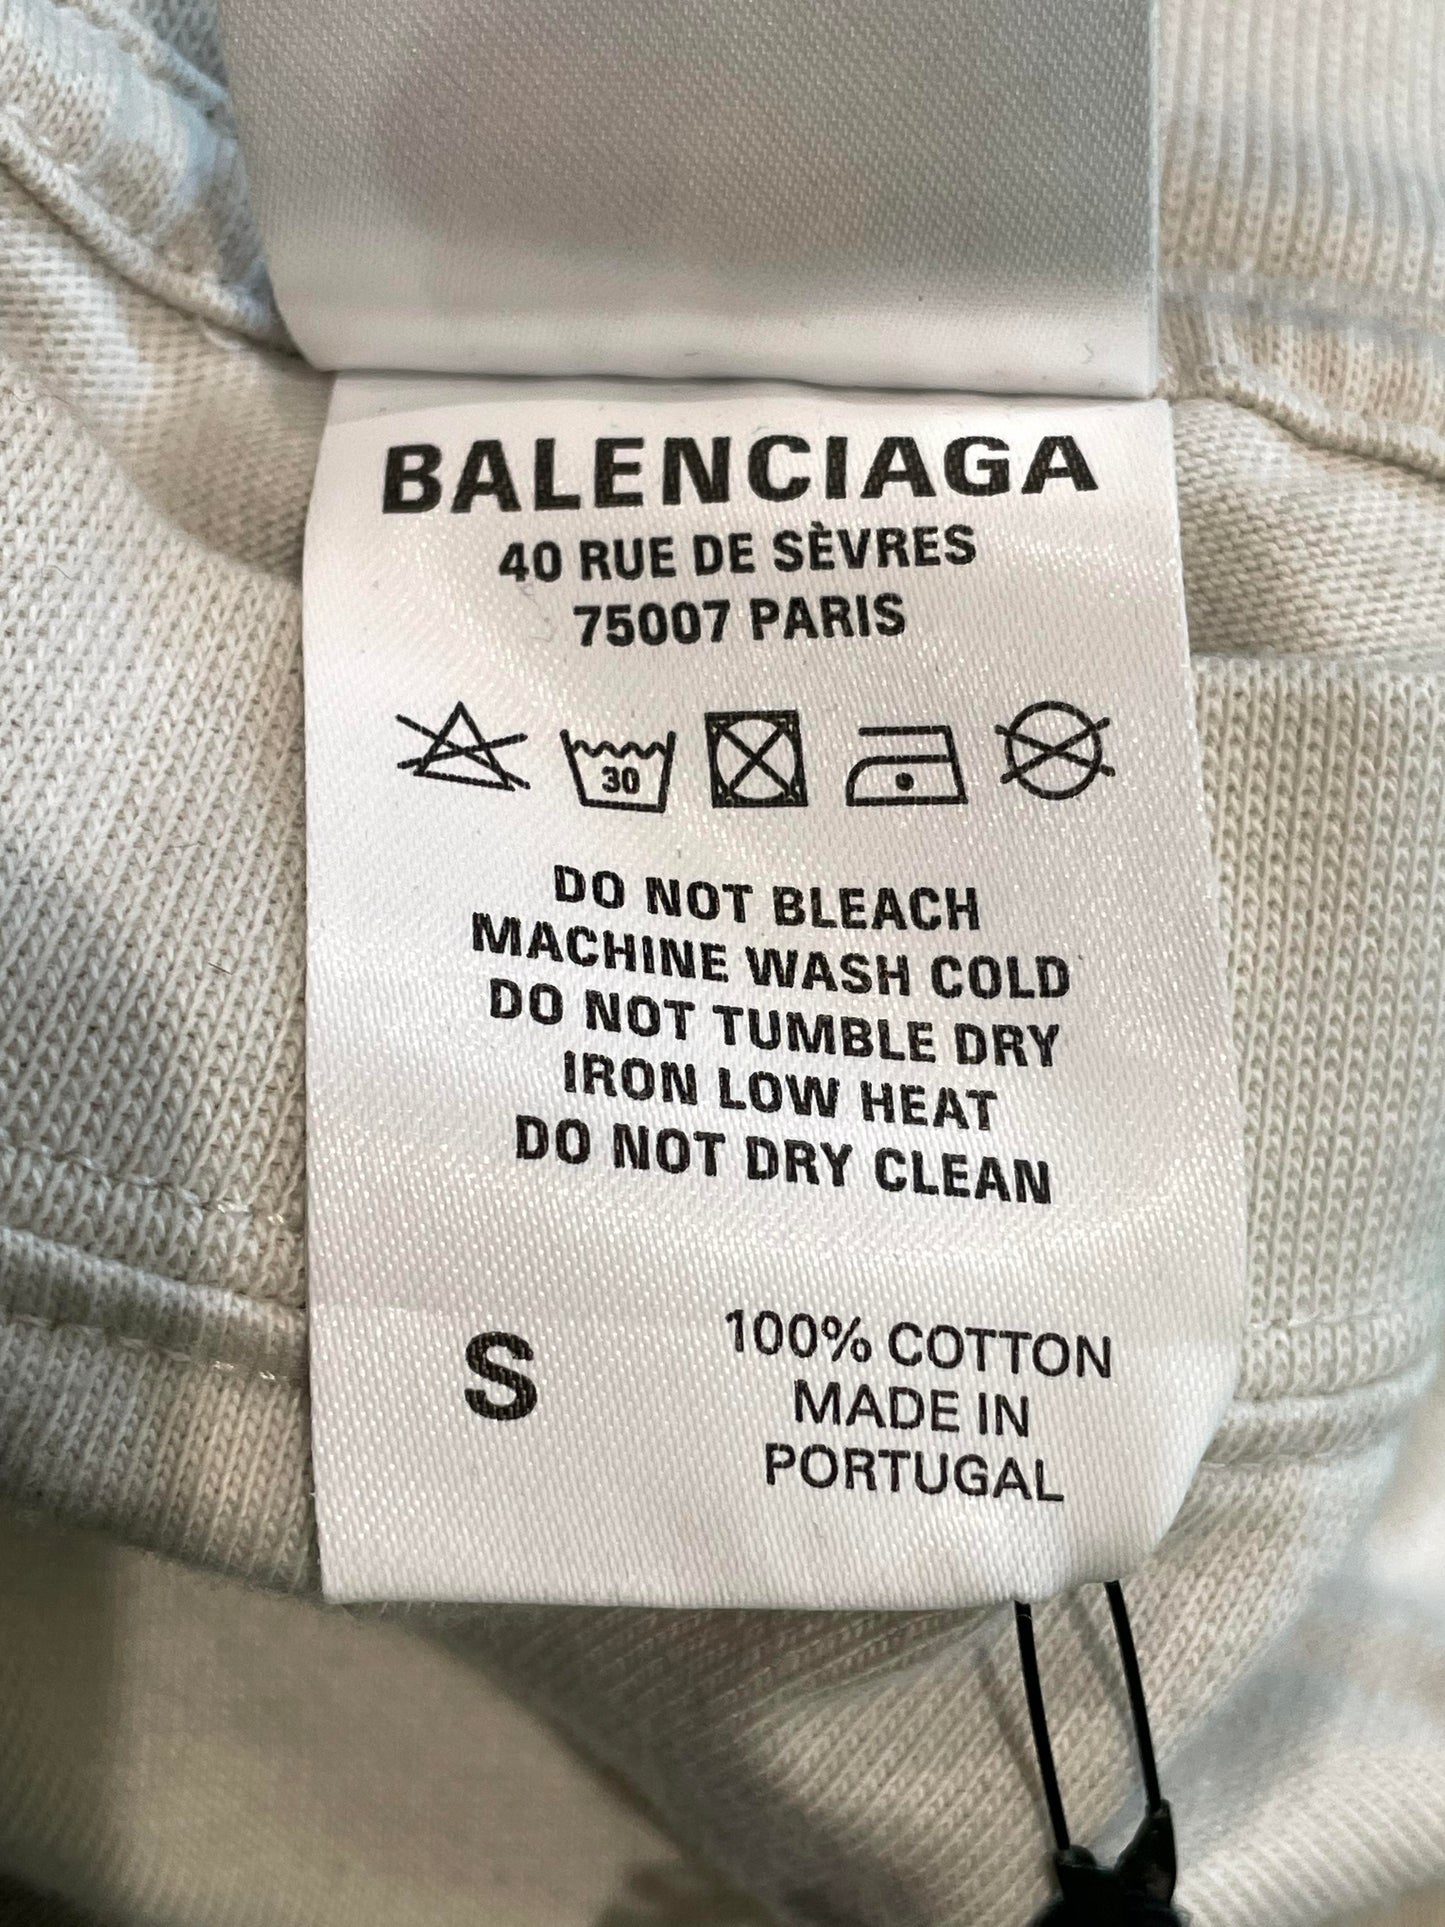 BALENCIAGA
40 RUE DE SÈVRES
75007 PARIS
30
DO NOT BLEACH
MACHINE WASH COLD
DO NOT TUMBLE DRY
IRON LOW HEAT
DO NOT DRY CLEAN
S
100% COTTON
MADE IN
PORTUGAL